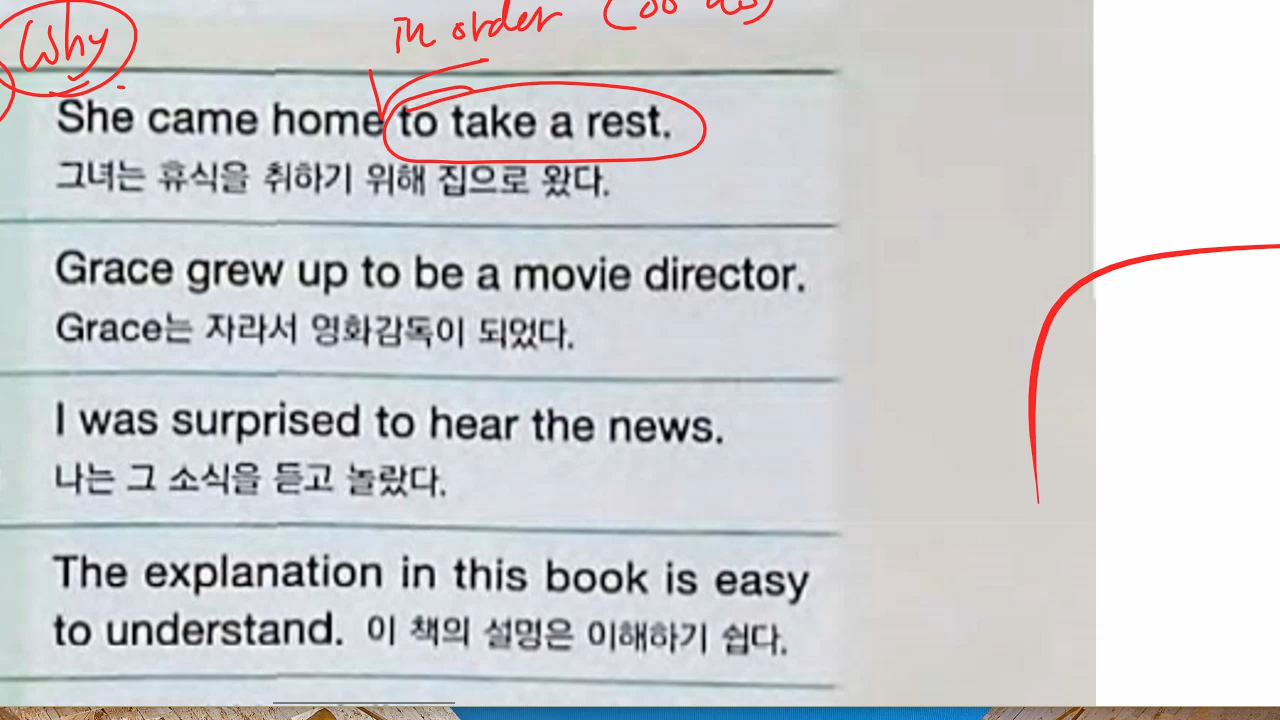 Why
in order
She came home to take a rest.
그녀는 휴식을 취하기 위해 집으로 왔다.
Grace grew up to be a movie director.
Grace는 자라서 영화감독이 되었다.
I was surprised to hear the news.
나는 그 소식을 듣고 놀랐다.
The explanation in this book is easy
to understand. 이 책의 설명은 이해하기 쉽다.